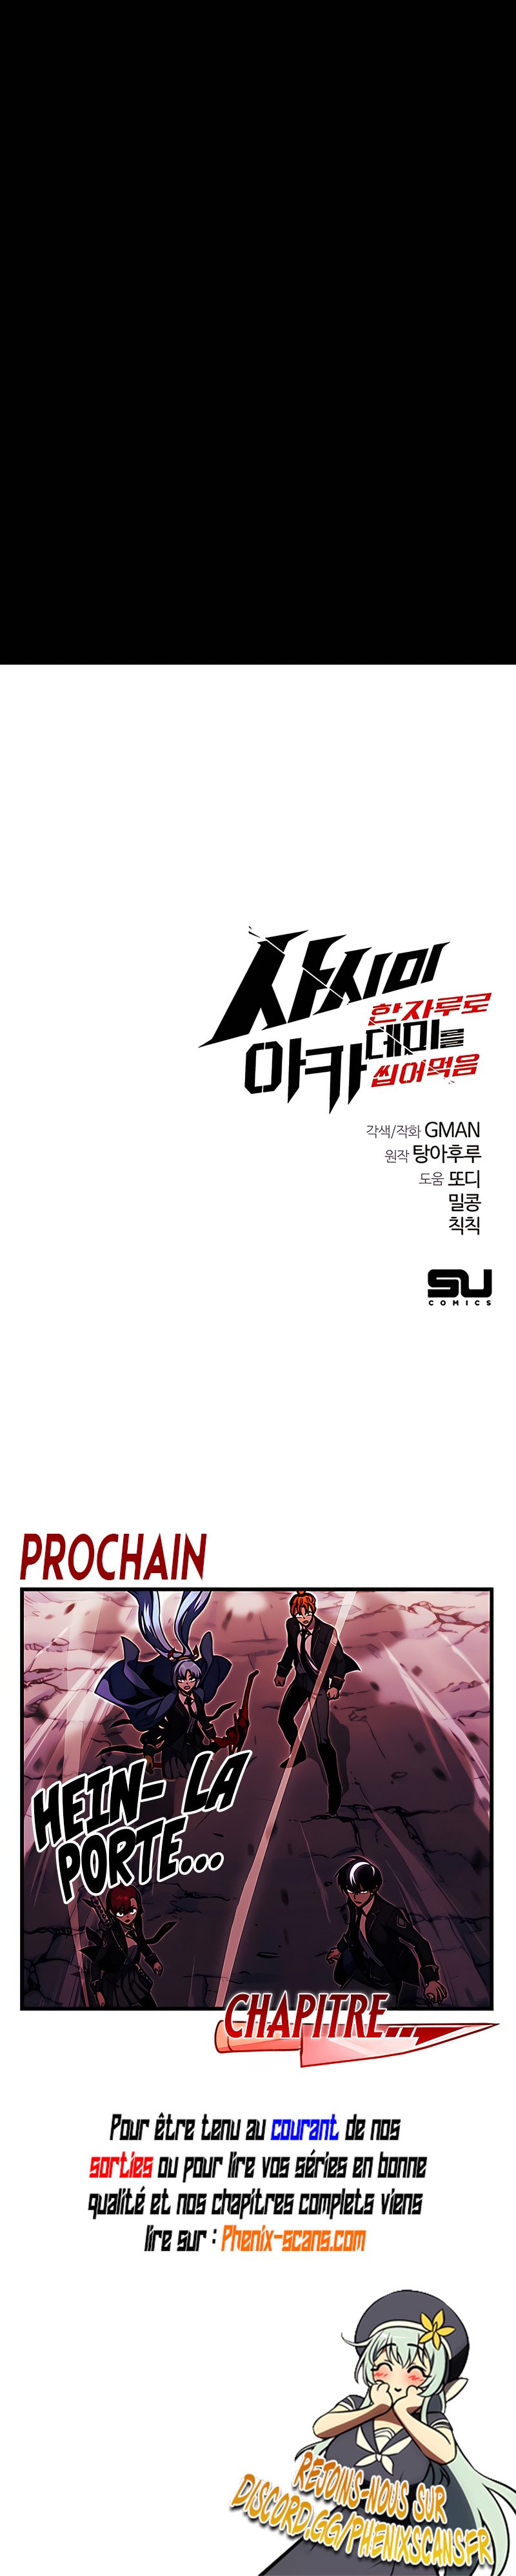 사시미
한 자루로
아카데미를
씹어먹음
각색/작화 GMAN
원작 탕아후루
도움 또디
밀콩
칙칙
SU
COMICS
PROCHAIN
HEIN- LA
PORTE...
CHAPITRE...
Pour être tenu au courant de nos
sorties ou pour lire vos séries en bonne
qualité et nos chapitres complets viens
lire sur : Phenix-scans.com
REJOINS-NOUS SUR
DISCORD.GG/PHENIXSCANSFR